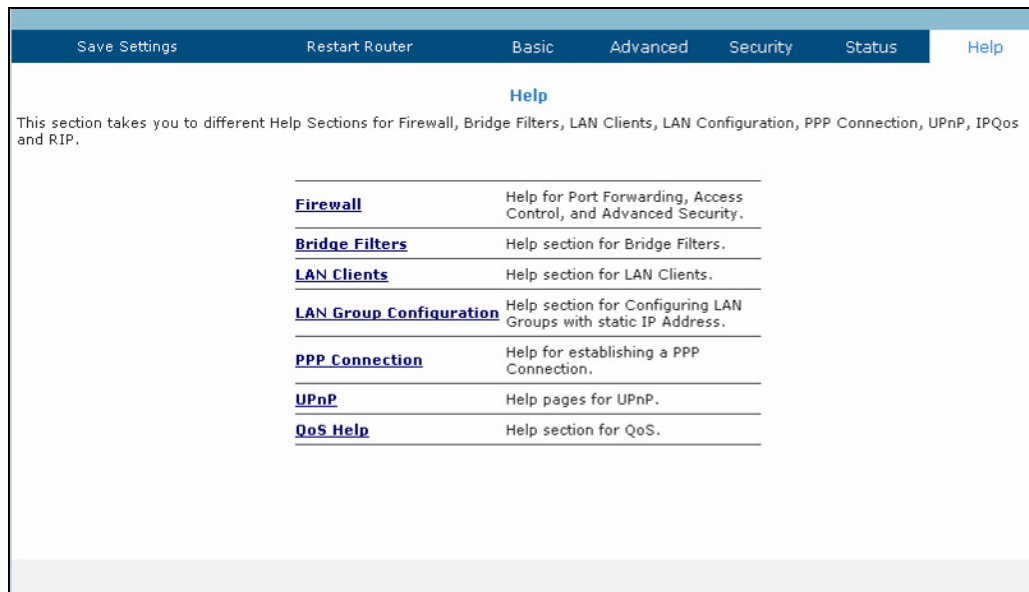 Save Settings Restart Router Basic Advanced Security Status Help
Help
This section takes you to different Help Sections for Firewall, Bridge Filters, LAN Clients, LAN Configuration, PPP Connection, UPnP, IPQos
and RIP.
Firewall Help for Port Forwarding, Access
Control, and Advanced Security.
Bridge Filters Help section for Bridge Filters.
LAN Clients Help section for LAN Clients.
LAN Group Configuration Help section for Configuring LAN
Groups with static IP Address.
PPP Connection Help for establishing a PPP
Connection.
UPnP Help pages for UPnP.
QoS Help Help section for QoS.